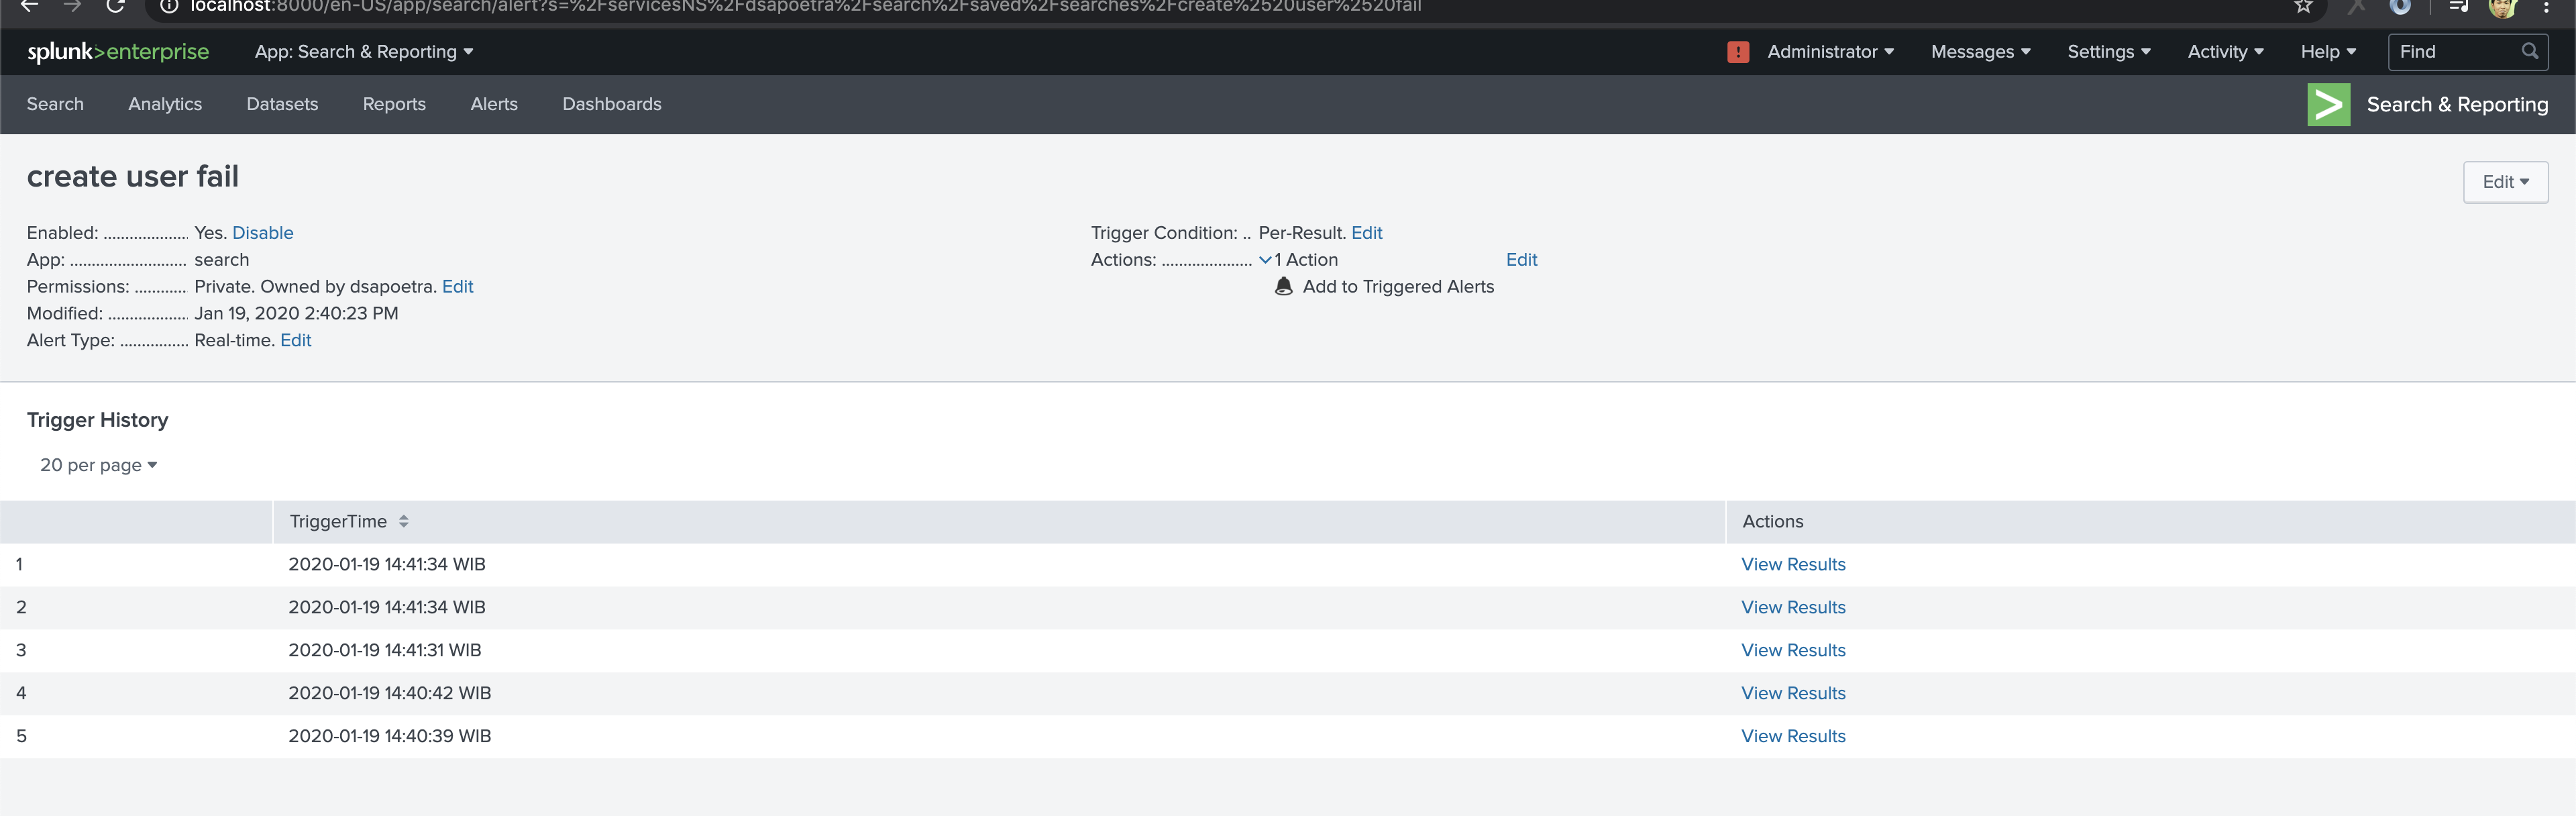 localhost:8000/en-US/app/search/alert?s=%2FservicesNS%2Fdsapoetra%2Fsearch%2Fsaved%2Fsearches%2Fcreate%2520user%2520fail
splunk>enterprise App: Search & Reporting Administrator Messages Settings Activity Help Find
Search Analytics Datasets Reports Alerts Dashboards Search & Reporting
create user fail
Edit
Enabled: .................... Yes. Disable
App: ........................... search
Permissions: ............ Private. Owned by dsapoetra. Edit
Modified: ................... Jan 19, 2020 2:40:23 PM
Alert Type: ................ Real-time. Edit
Trigger Condition: .. Per-Result. Edit
Actions: ..................... 1 Action Edit
Add to Triggered Alerts
Trigger History
20 per page
TriggerTime Actions
1 2020-01-19 14:41:34 WIB View Results
2 2020-01-19 14:41:34 WIB View Results
3 2020-01-19 14:41:31 WIB View Results
4 2020-01-19 14:40:42 WIB View Results
5 2020-01-19 14:40:39 WIB View Results